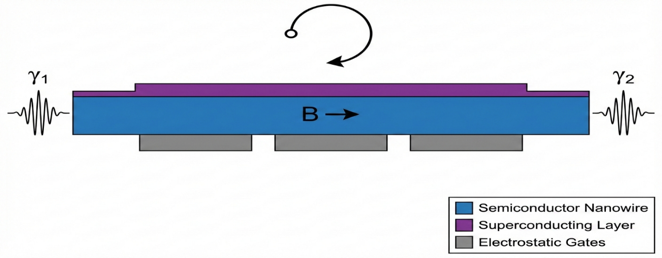 γ₁
γ₂
B →
Semiconductor Nanowire
Superconducting Layer
Electrostatic Gates